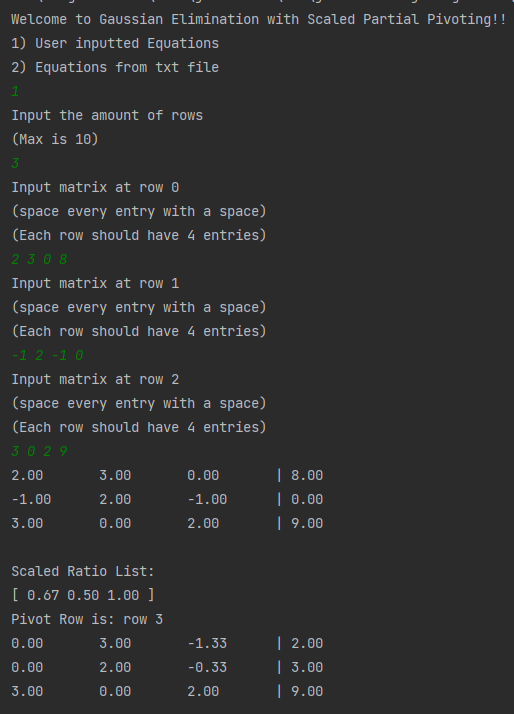 Welcome to Gaussian Elimination with Scaled Partial Pivoting!!
1) User inputted Equations
2) Equations from txt file
1
Input the amount of rows
(Max is 10)
3
Input matrix at row 0
(space every entry with a space)
(Each row should have 4 entries)
2 3 0 8
Input matrix at row 1
(space every entry with a space)
(Each row should have 4 entries)
-1 2 -1 0
Input matrix at row 2
(space every entry with a space)
(Each row should have 4 entries)
3 0 2 9
2.00 3.00 0.00 | 8.00
-1.00 2.00 -1.00 | 0.00
3.00 0.00 2.00 | 9.00
Scaled Ratio List:
[ 0.67 0.50 1.00 ]
Pivot Row is: row 3
0.00 3.00 -1.33 | 2.00
0.00 2.00 -0.33 | 3.00
3.00 0.00 2.00 | 9.00